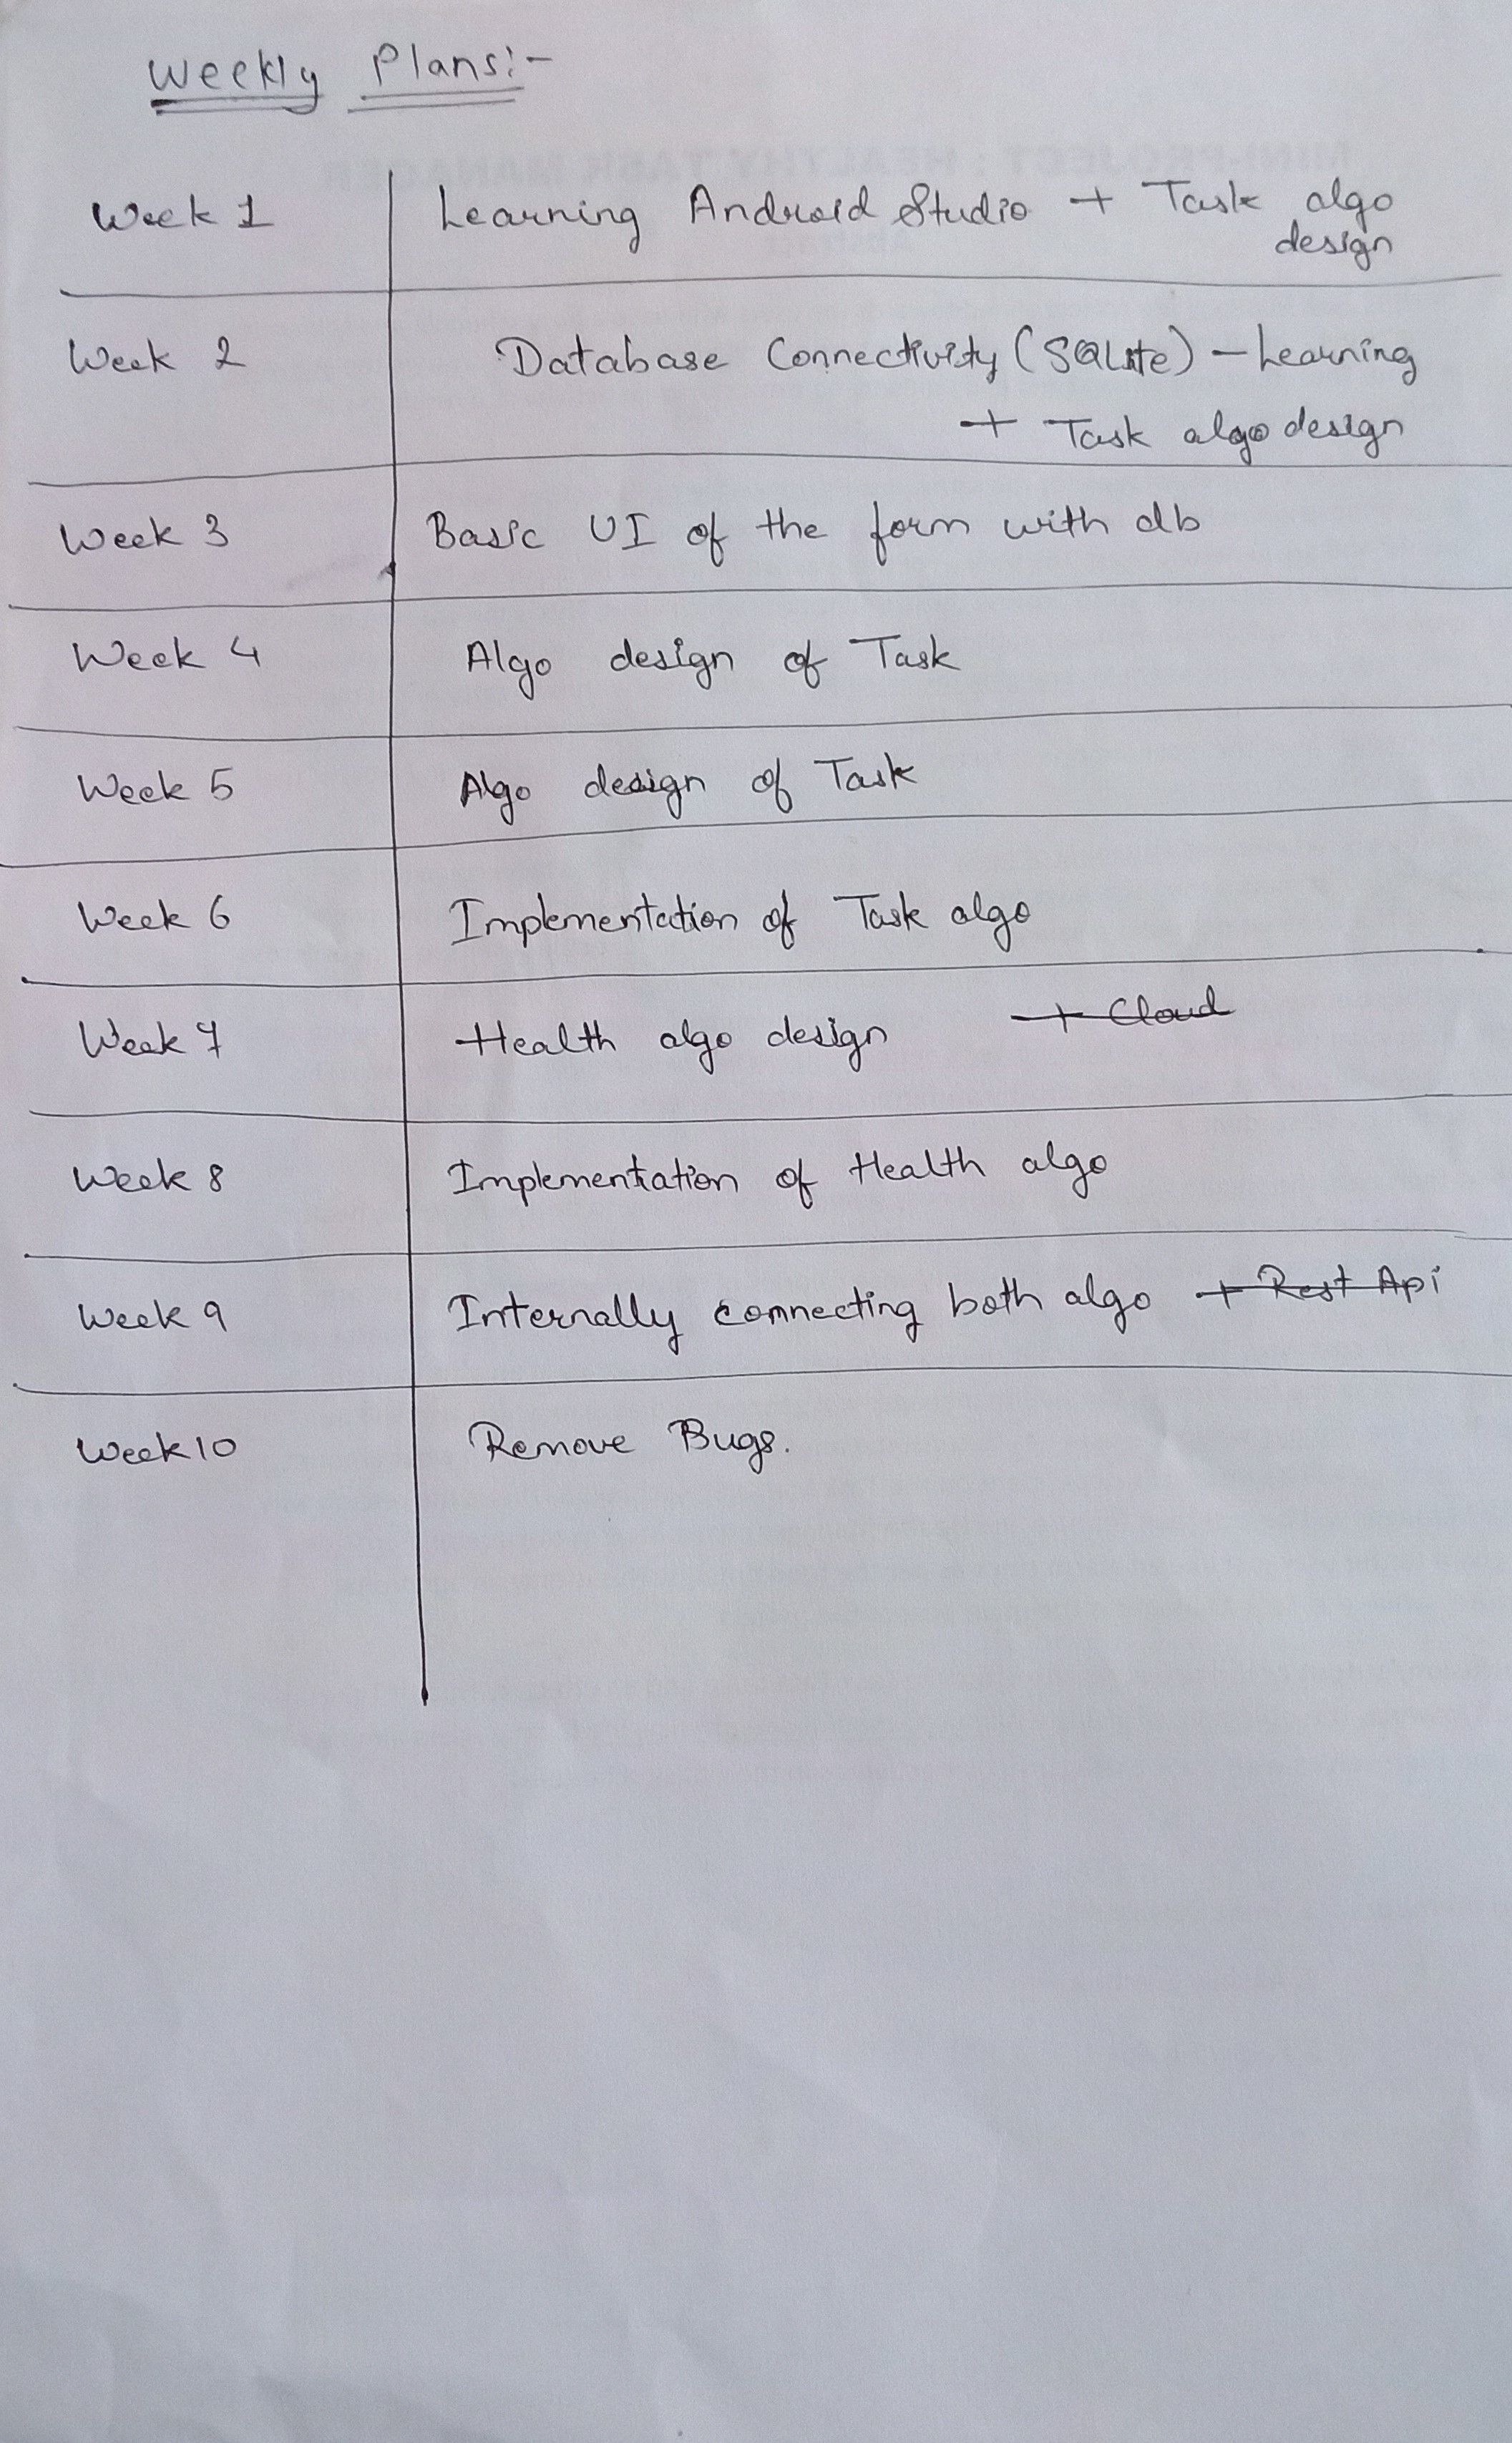 Weekly Plans:-
Week 1 Learning Android Studio + Task algo
design
Week 2 Database Connectivity (SQLite) - Learning
+ Task algo design
Week 3 Basic UI of the form with db
Week 4 Algo design of Task
Week 5 Algo design of Task
Week 6 Implementation of Task algo
Week 7 Health algo design + Cloud
Week 8 Implementation of Health algo
Week 9 Internally connecting both algo + Rest Api
Week 10 Remove Bugs.